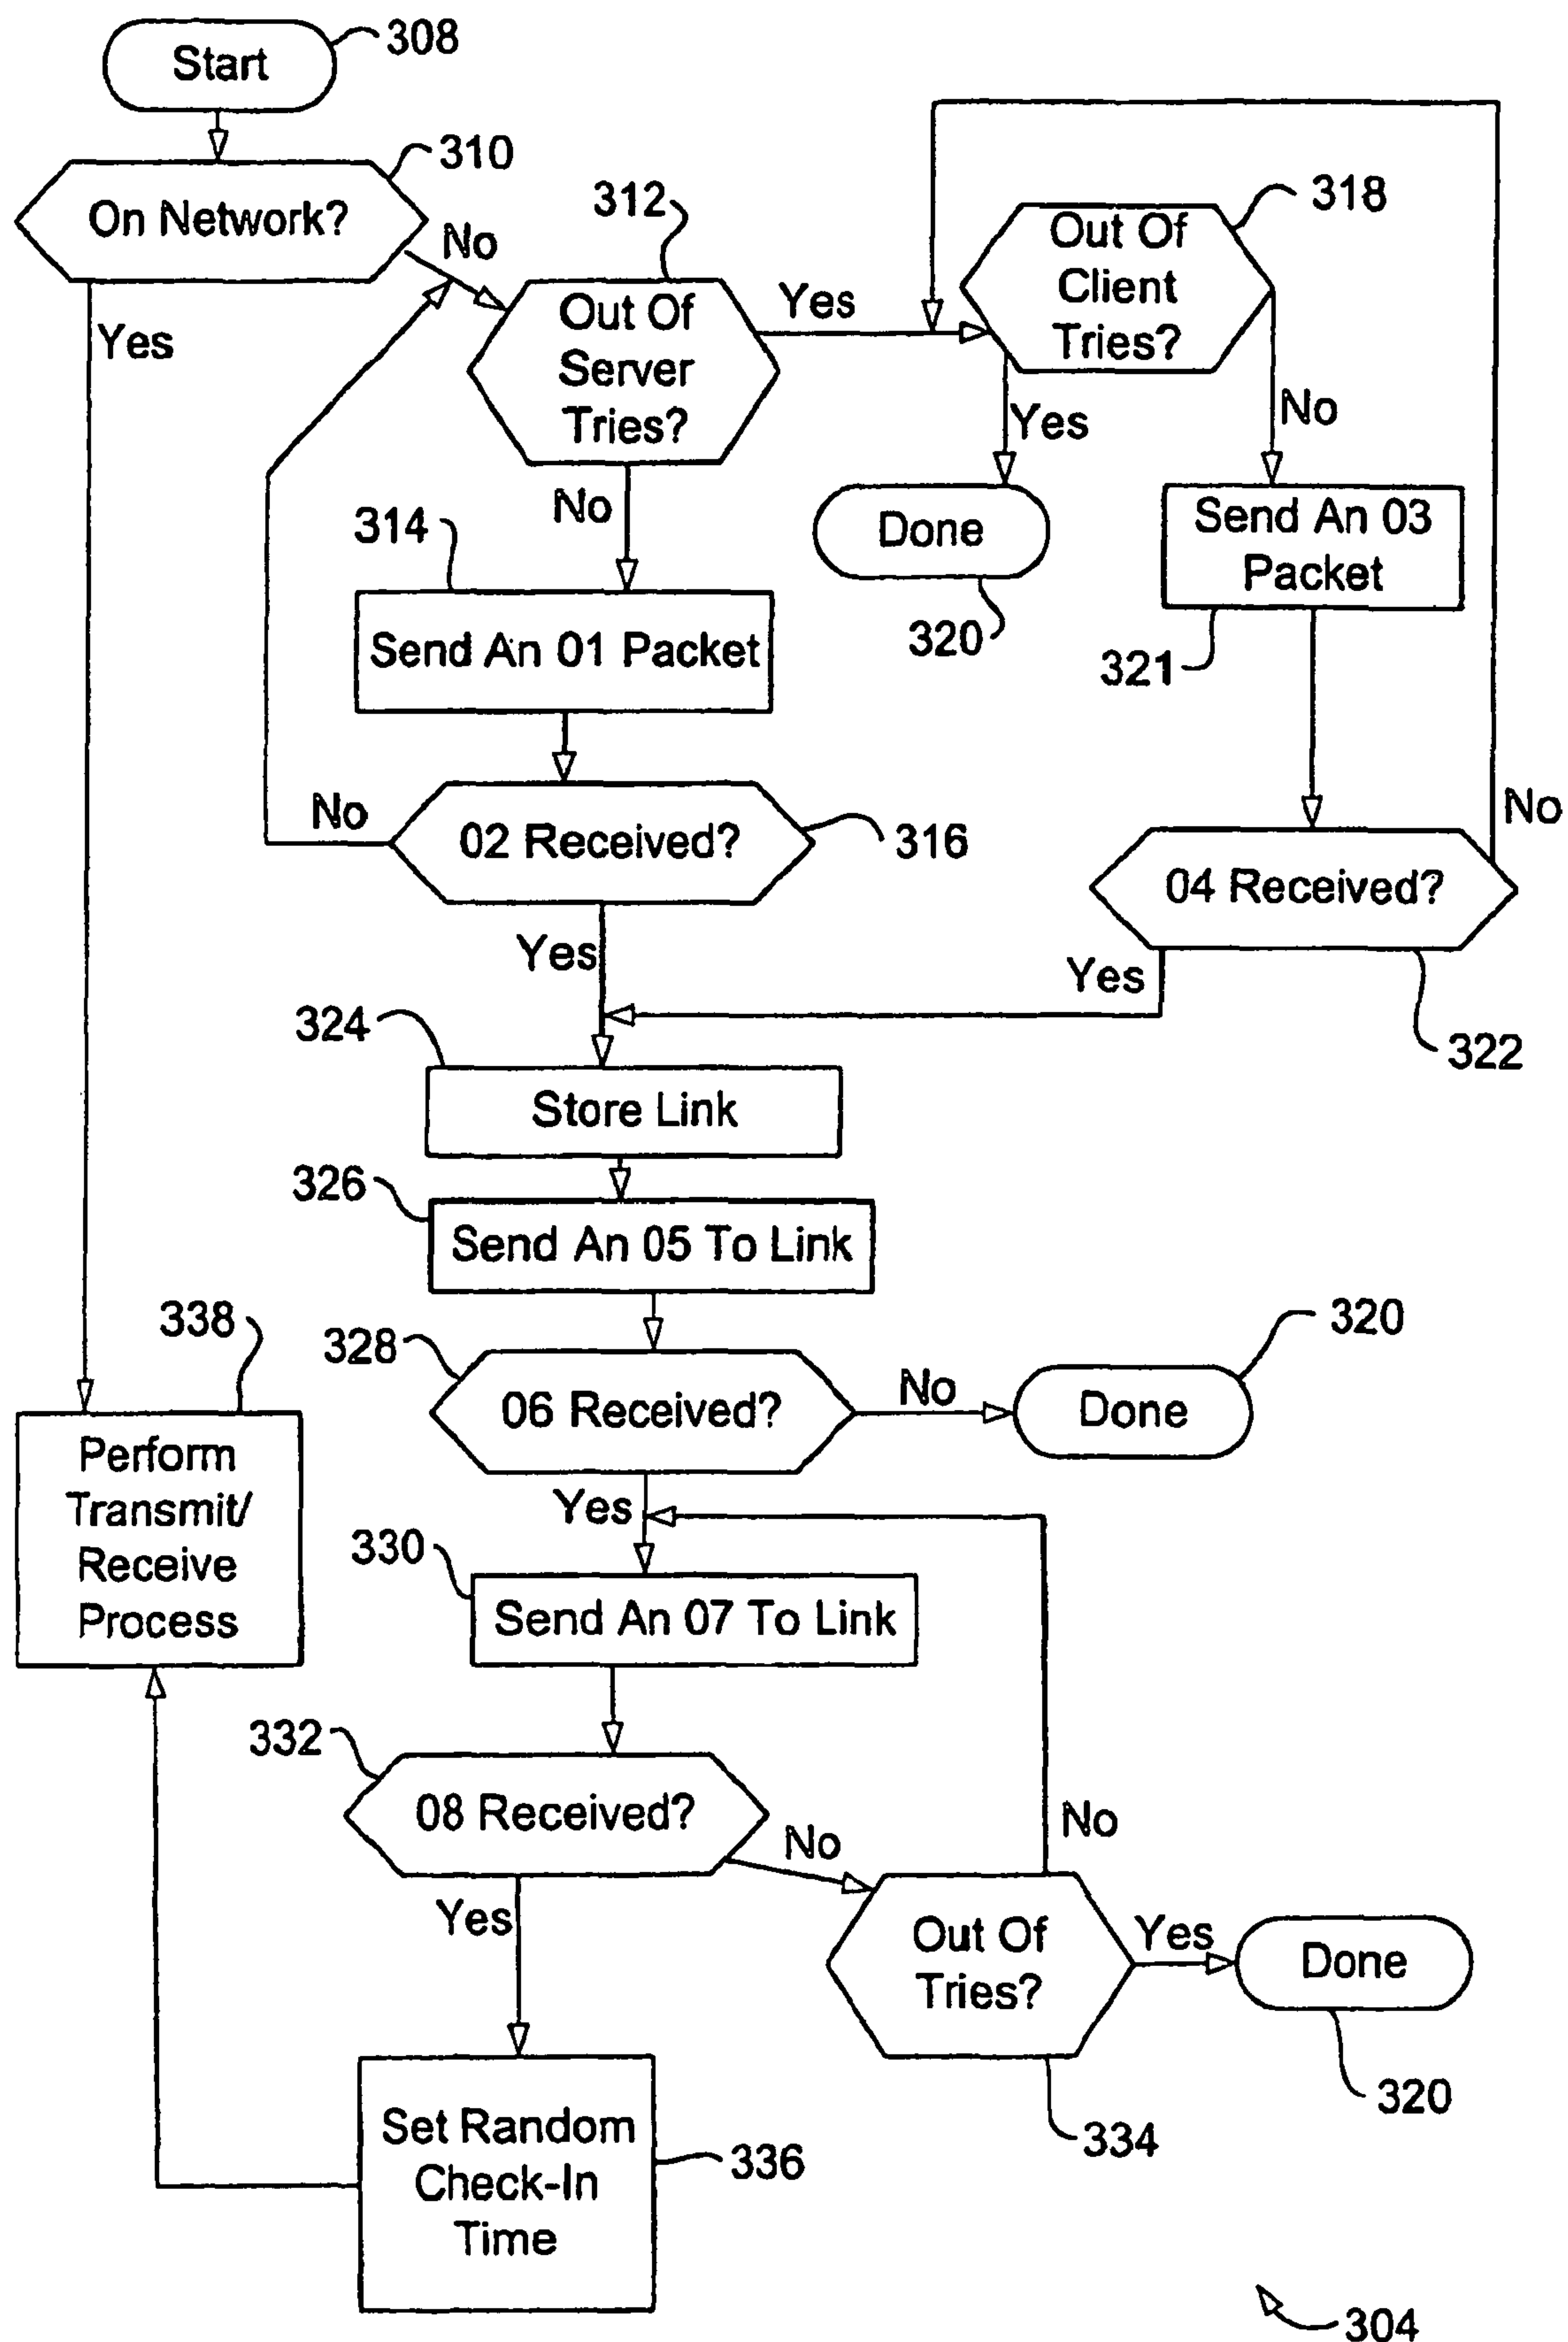 Start
308
On Network?
310
No
Yes
312
Out Of
Server
Tries?
Yes
No
318
Out Of
Client
Tries?
Yes
No
Done
320
Send An 03
Packet
321
314
Send An 01 Packet
02 Received?
316
No
Yes
04 Received?
322
No
Yes
324
Store Link
326
Send An 05 To Link
328
06 Received?
No
Done
320
Yes
338
Perform
Transmit/
Receive
Process
330
Send An 07 To Link
332
08 Received?
No
Yes
Out Of
Tries?
334
No
Yes
Done
320
Set Random
Check-In
Time
336
304